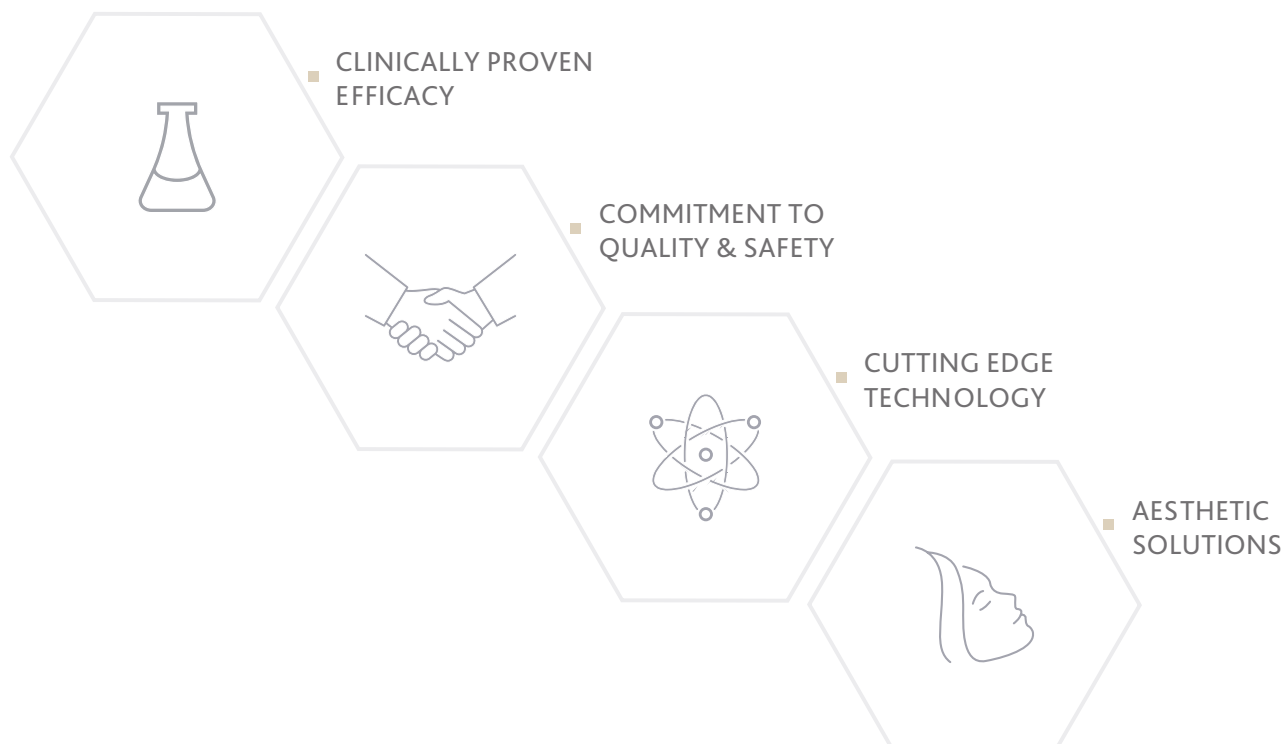 CLINICALLY PROVEN
EFFICACY
COMMITMENT TO
QUALITY & SAFETY
CUTTING EDGE
TECHNOLOGY
AESTHETIC
SOLUTIONS